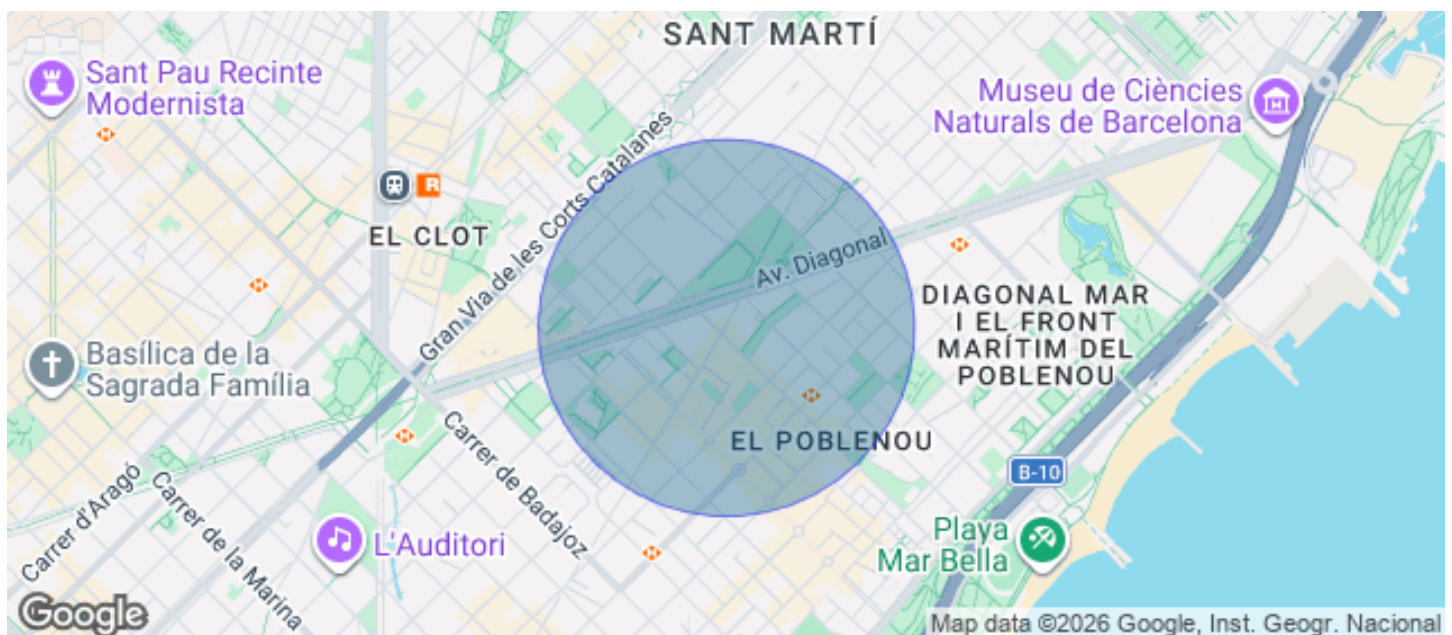 SANT MARTÍ
Sant Pau Recinte
Modernista
Museu de Ciències
Naturals de Barcelona
Gran Via de les Corts Catalanes
R
EL CLOT
Av. Diagonal
DIAGONAL MAR
I EL FRONT
MARÍTIM DEL
POBLENOU
Basílica de la
Sagrada Família
EL POBLENOU
Carrer de Badajoz
B-10
Carrer d'Aragó
Carrer de la Marina
L'Auditori
Playa
Mar Bella
Google
Map data ©2026 Google, Inst. Geogr. Nacional